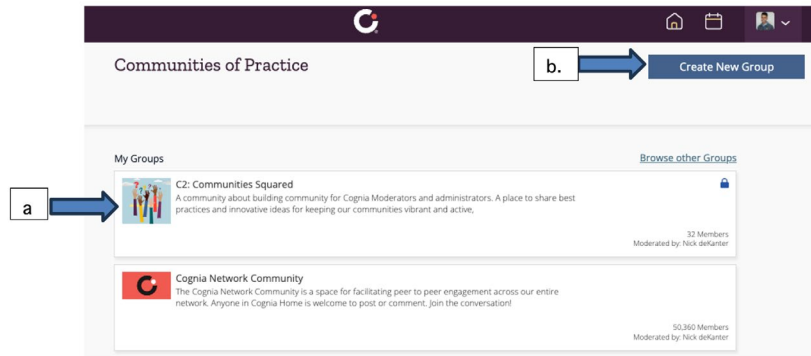 Communities of Practice
b.
Create New Group
My Groups
Browse other Groups
a
C2: Communities Squared
A community about building community for Cognia Moderators and administrators. A place to share best
practices and innovative ideas for keeping our communities vibrant and active,
32 Members
Moderated by: Nick deKanter
Cognia Network Community
The Cognia Network Community is a space for facilitating peer to peer engagement across our entire
network. Anyone in Cognia Home is welcome to post or comment. Join the conversation!
50,360 Members
Moderated by: Nick deKanter